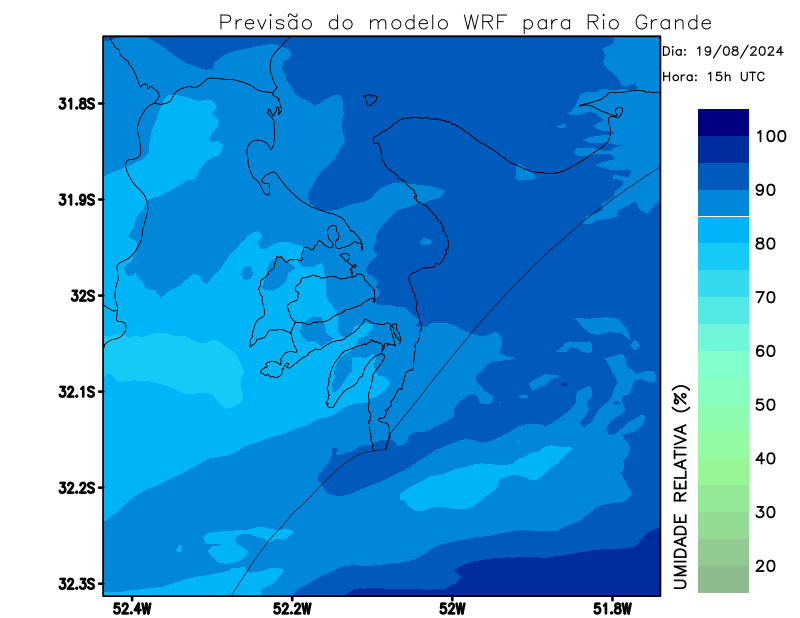 Previsão do modelo WRF para Rio Grande
Dia: 19/08/2024
Hora: 15h UTC
31.8S
31.9S
32S
32.1S
32.2S
32.3S
52.4W
52.2W
52W
51.8W
100
90
80
70
60
50
40
30
20
UMIDADE RELATIVA (%)